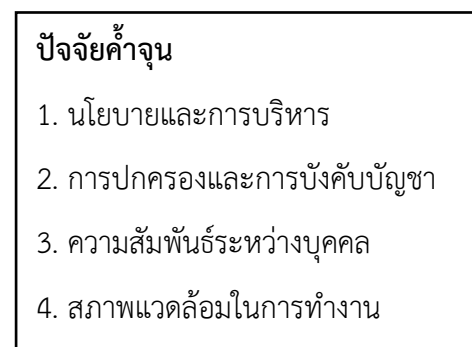 ปัจจัยค้ำจุน
1. นโยบายและการบริหาร
2. การปกครองและการบังคับบัญชา
3. ความสัมพันธ์ระหว่างบุคคล
4. สภาพแวดล้อมในการทำงาน